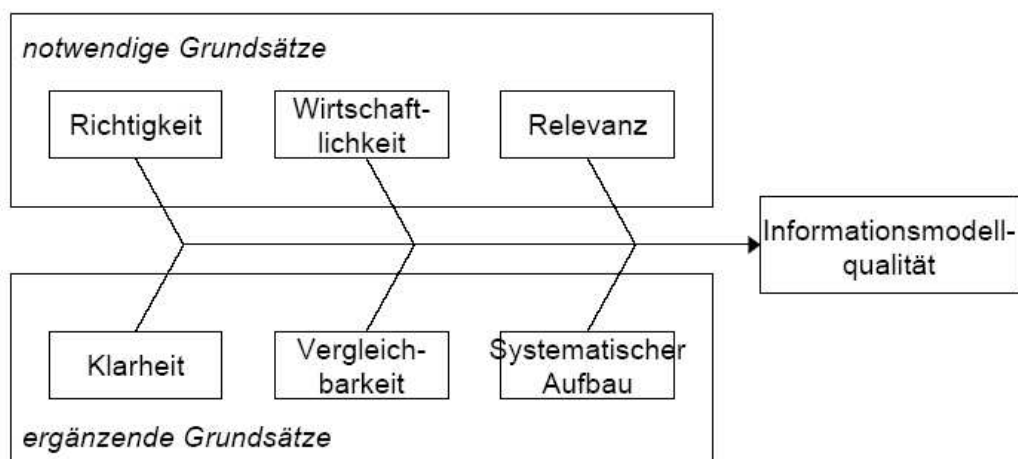 notwendige Grundsätze
Richtigkeit
Wirtschaft-
lichkeit
Relevanz
Informationsmodell-
qualität
Klarheit
Vergleich-
barkeit
Systematischer
Aufbau
ergänzende Grundsätze